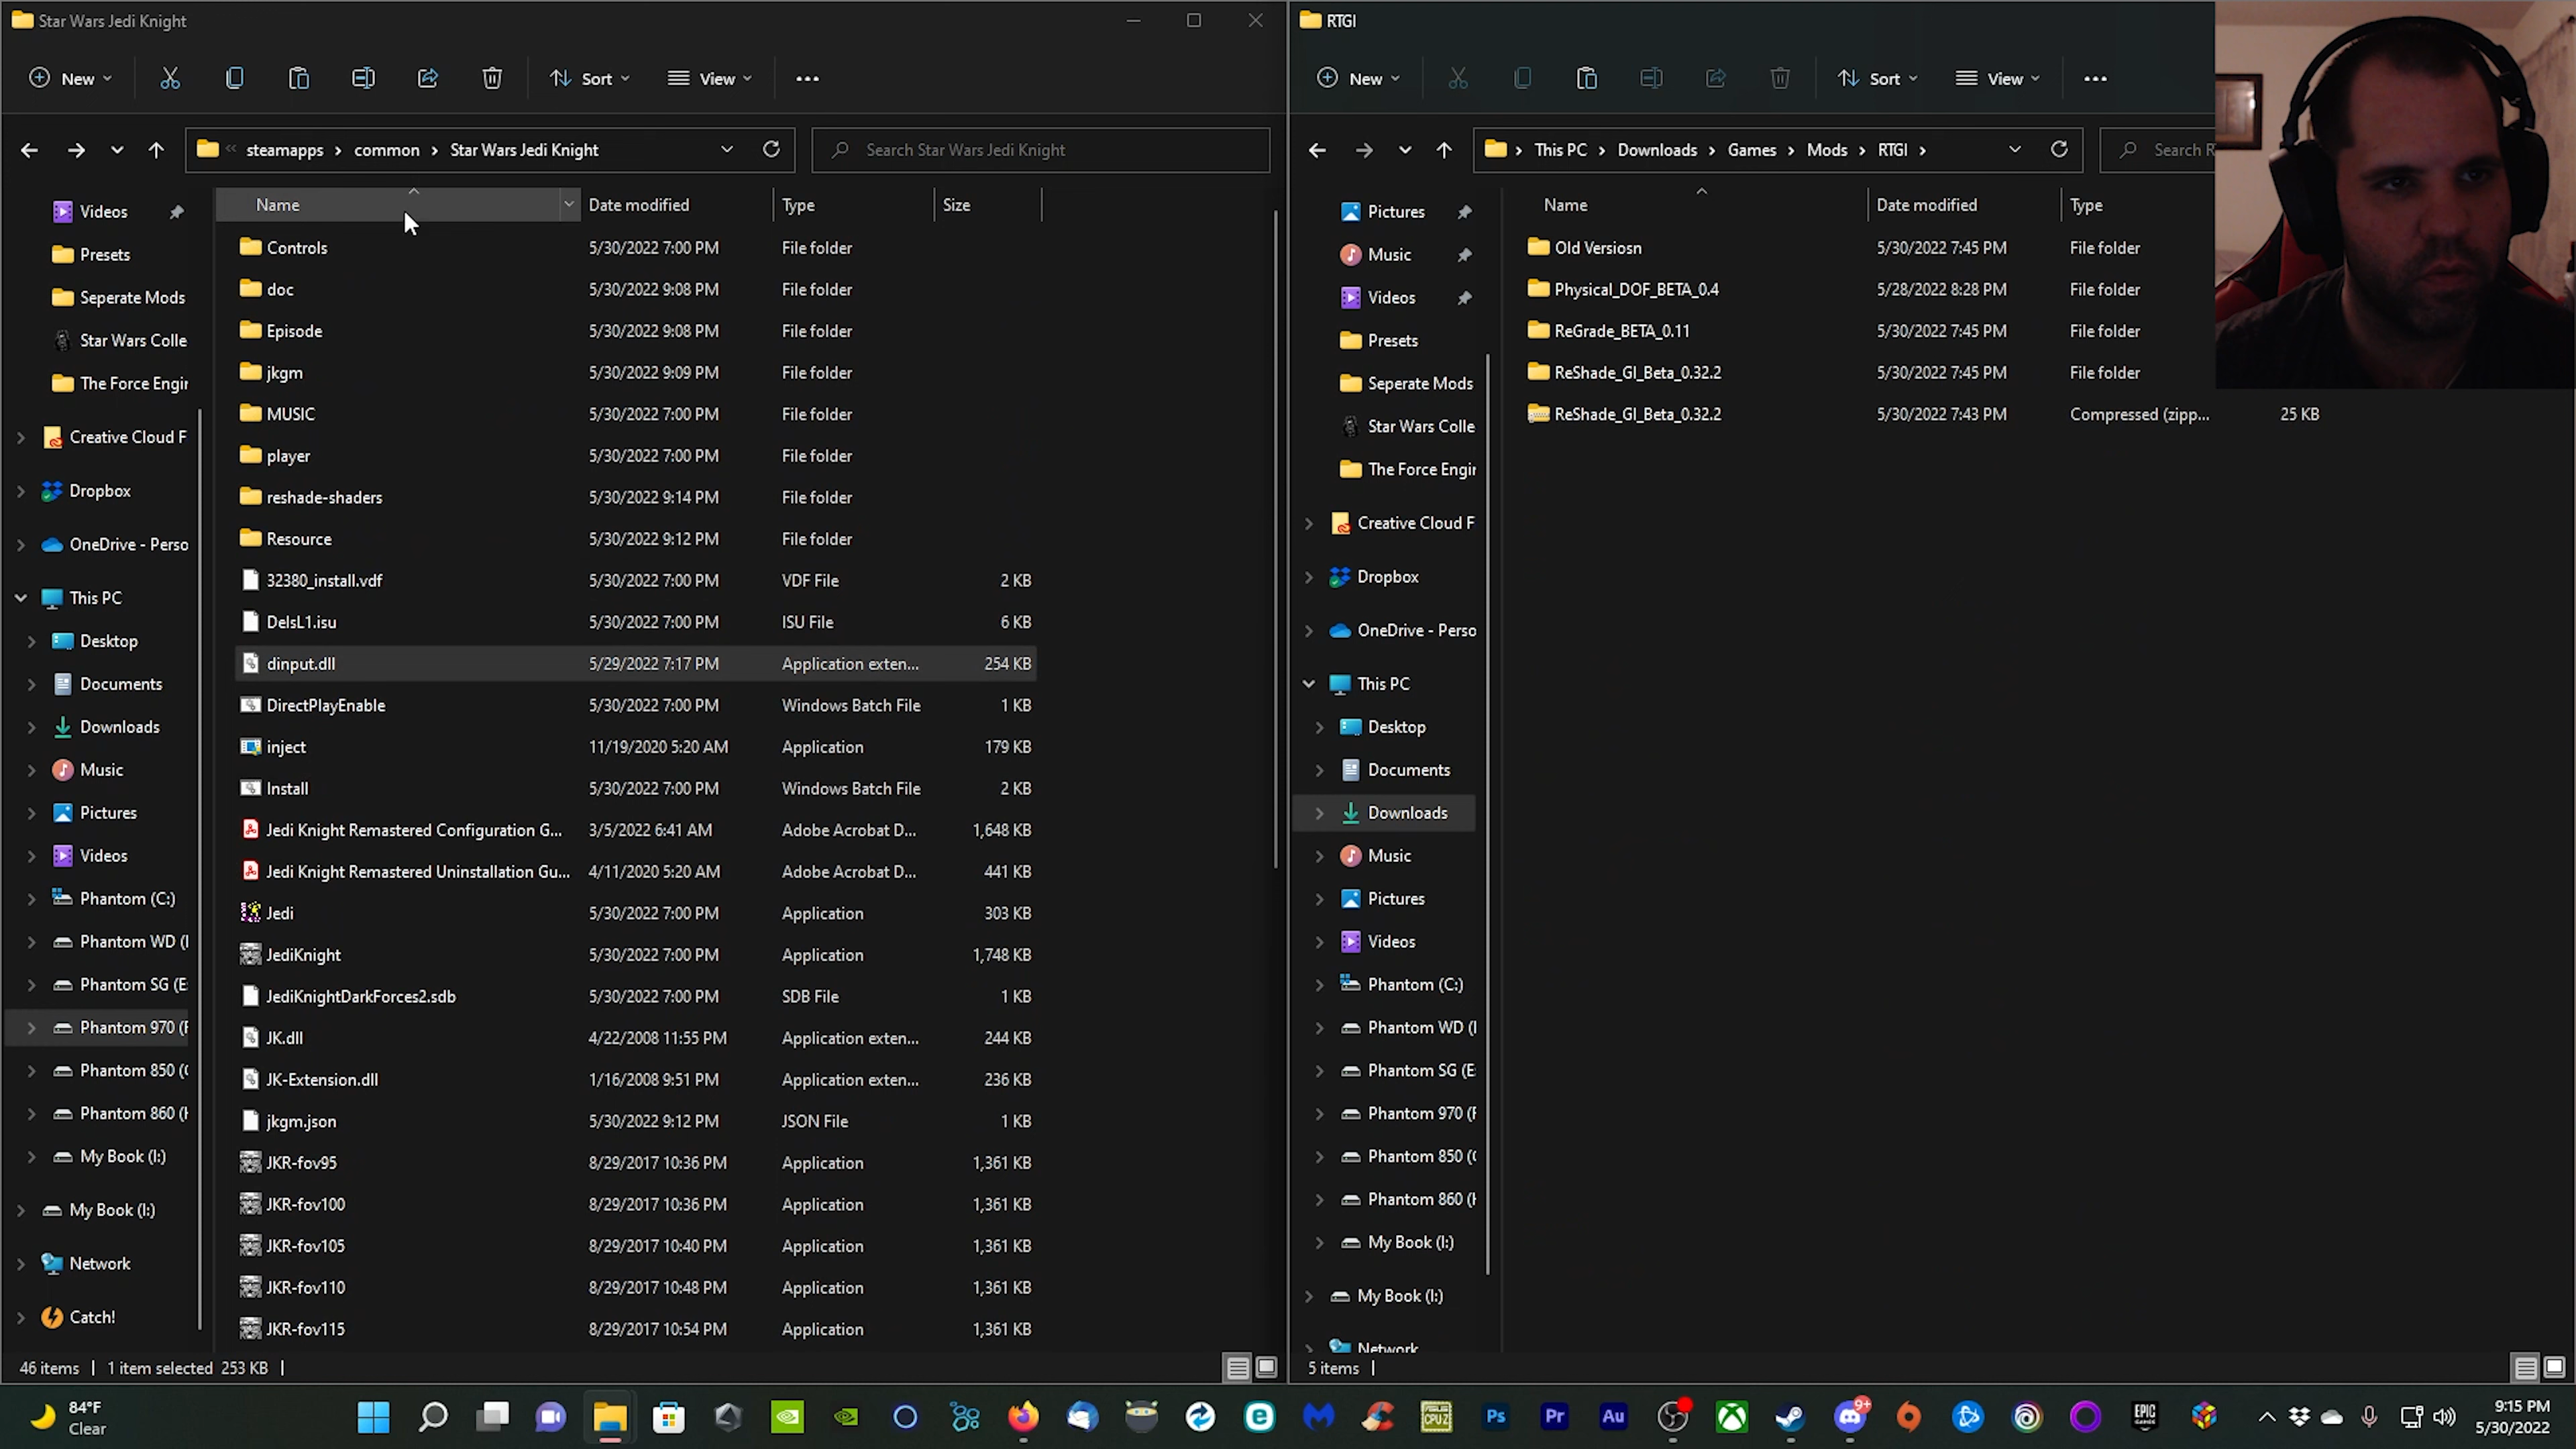 Star Wars Jedi Knight
New
Sort
View
steamapps
common
Star Wars Jedi Knight
Search Star Wars Jedi Knight
Videos
Presets
Seperate Mods
Star Wars Colle
The Force Engir
Creative Cloud F
Dropbox
OneDrive - Perso
This PC
Desktop
Documents
Downloads
Music
Pictures
Videos
Phantom (C:)
Phantom WD (I
Phantom SG (E:
Phantom 970 (F
Phantom 850 (
Phantom 860 (H
My Book (I:)
My Book (I:)
Network
Catch!
Name Date modified Type Size
Controls 5/30/2022 7:00 PM File folder
doc 5/30/2022 9:08 PM File folder
Episode 5/30/2022 9:08 PM File folder
jkgm 5/30/2022 9:09 PM File folder
MUSIC 5/30/2022 7:00 PM File folder
player 5/30/2022 7:00 PM File folder
reshade-shaders 5/30/2022 9:14 PM File folder
Resource 5/30/2022 9:12 PM File folder
32380_install.vdf 5/30/2022 7:00 PM VDF File 2 KB
DelsL1.isu 5/30/2022 7:00 PM ISU File 6 KB
dinput.dll 5/29/2022 7:17 PM Application exten... 254 KB
DirectPlayEnable 5/30/2022 7:00 PM Windows Batch File 1 KB
inject 11/19/2020 5:20 AM Application 179 KB
Install 5/30/2022 7:00 PM Windows Batch File 2 KB
Jedi Knight Remastered Configuration G... 3/5/2022 6:41 AM Adobe Acrobat D... 1,648 KB
Jedi Knight Remastered Uninstallation Gu... 4/11/2020 5:20 AM Adobe Acrobat D... 441 KB
Jedi 5/30/2022 7:00 PM Application 303 KB
JediKnight 5/30/2022 7:00 PM Application 1,748 KB
JediKnightDarkForces2.sdb 5/30/2022 7:00 PM SDB File 1 KB
JK.dll 4/22/2008 11:55 PM Application exten... 244 KB
JK-Extension.dll 1/16/2008 9:51 PM Application exten... 236 KB
jkgm.json 5/30/2022 9:12 PM JSON File 1 KB
JKR-fov95 8/29/2017 10:36 PM Application 1,361 KB
JKR-fov100 8/29/2017 10:36 PM Application 1,361 KB
JKR-fov105 8/29/2017 10:40 PM Application 1,361 KB
JKR-fov110 8/29/2017 10:48 PM Application 1,361 KB
JKR-fov115 8/29/2017 10:54 PM Application 1,361 KB
46 items 1 item selected 253 KB
RTGI
New
Sort
View
This PC
Downloads
Games
Mods
RTGI
Search R
Pictures
Music
Videos
Presets
Seperate Mods
Star Wars Colle
The Force Engir
Creative Cloud F
Dropbox
OneDrive - Perso
This PC
Desktop
Documents
Downloads
Music
Pictures
Videos
Phantom (C:)
Phantom WD (I
Phantom SG (E:
Phantom 970 (F
Phantom 850 (
Phantom 860 (H
My Book (I:)
My Book (I:)
Network
Name Date modified Type
Old Versiosn 5/30/2022 7:45 PM File folder
Physical_DOF_BETA_0.4 5/28/2022 8:28 PM File folder
ReGrade_BETA_0.11 5/30/2022 7:45 PM File folder
ReShade_GI_Beta_0.32.2 5/30/2022 7:45 PM File folder
ReShade_GI_Beta_0.32.2 5/30/2022 7:43 PM Compressed (zipp... 25 KB
5 items
84°F
Clear
CPU Z
Ps
Pr
Au
9+
EPIC
GAMES
9:15 PM
5/30/2022